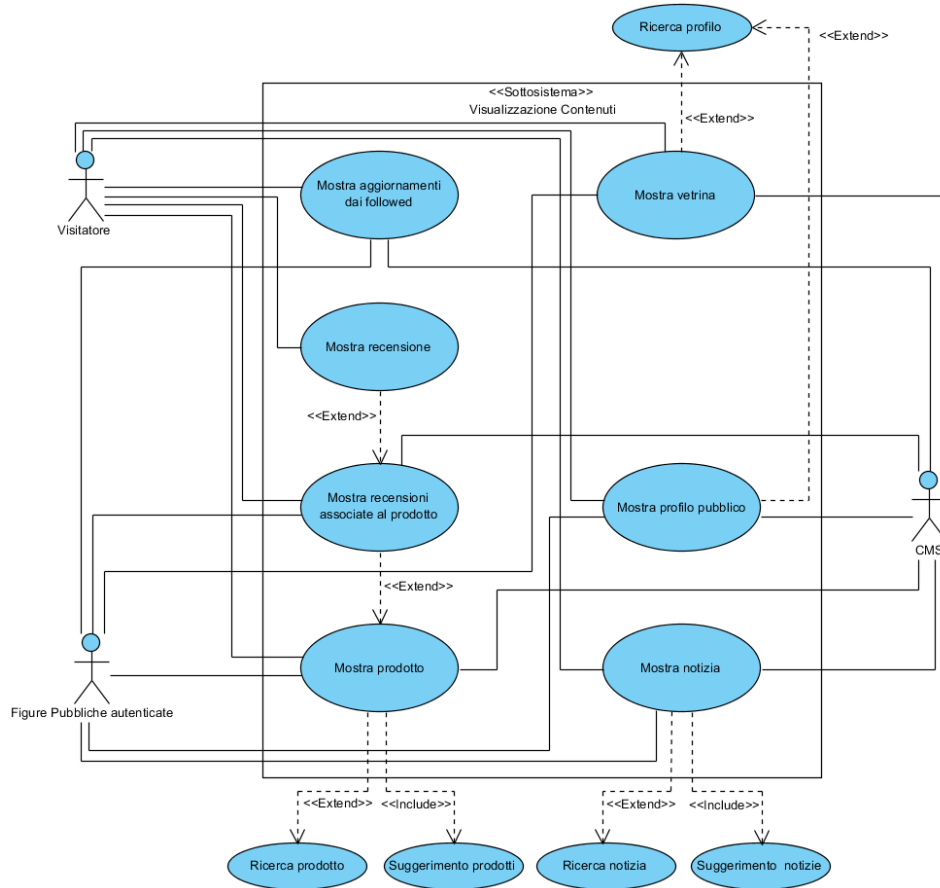 Ricerca profilo
<<Extend>>
<<Sottosistema>>
Visualizzazione Contenuti
<<Extend>>
Mostra aggiornamenti
dai followed
Mostra vetrina
Visitatore
Mostra recensione
<<Extend>>
Mostra recensioni
associate al prodotto
Mostra profilo pubblico
CMS
<<Extend>>
Mostra prodotto
Mostra notizia
Figure Pubbliche autenticate
<<Extend>>
<<Include>>
<<Extend>>
<<Include>>
Ricerca prodotto
Suggerimento prodotti
Ricerca notizia
Suggerimento notizie